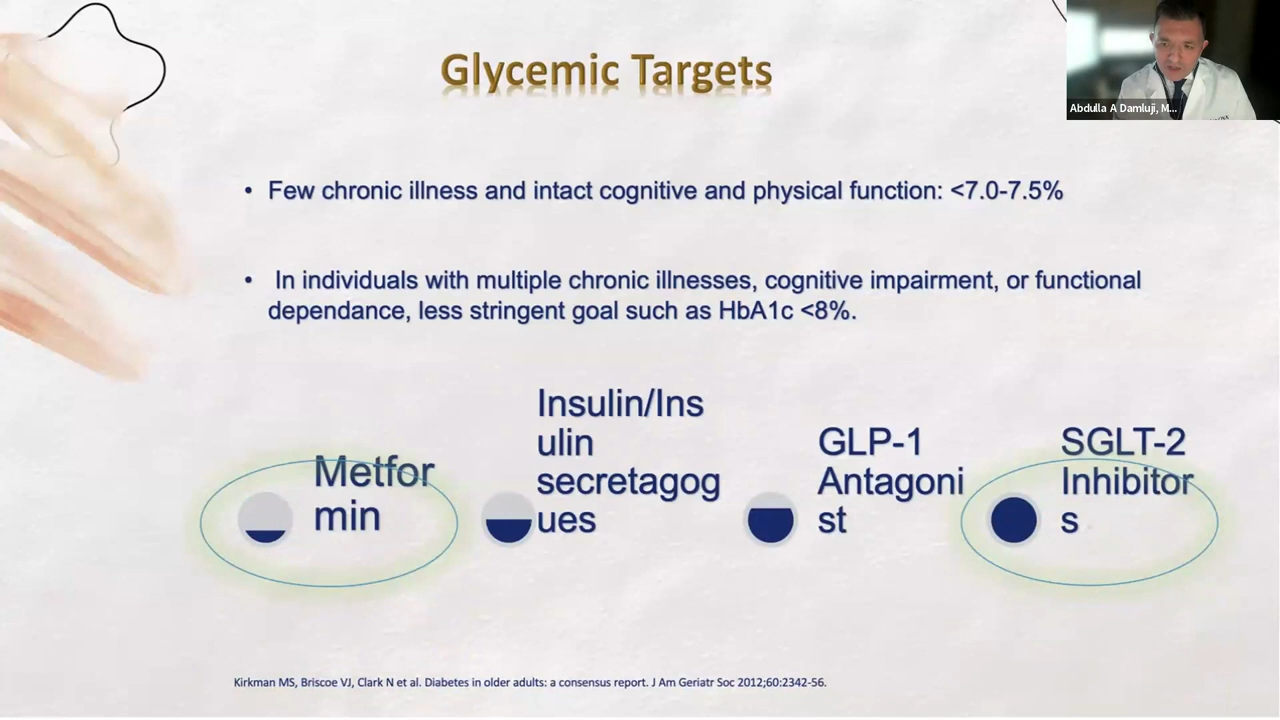 Glycemic Targets
Abdulla A Damluji, M...
• Few chronic illness and intact cognitive and physical function: <7.0-7.5%
• In individuals with multiple chronic illnesses, cognitive impairment, or functional
dependance, less stringent goal such as HbA1c <8%.
Metfor
min
Insulin/Ins
ulin
secretagog
ues
GLP-1
Antagoni
st
SGLT-2
Inhibitor
s
Kirkman MS, Briscoe VJ, Clark N et al. Diabetes in older adults: a consensus report. J Am Geriatr Soc 2012;60:2342-56.